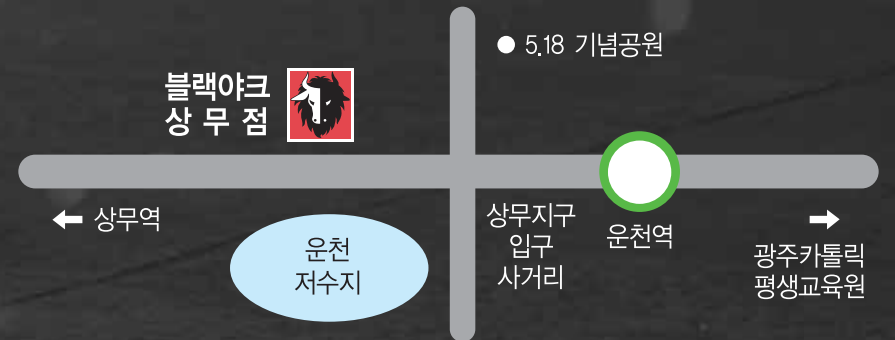 5.18 기념공원
블랙야크
상 무 점
상무역
운천
저수지
상무지구
입구
사거리
운천역
광주카톨릭
평생교육원